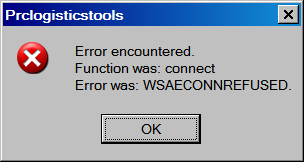 Prclogisticstools
Error encountered.
Function was: connect
Error was: WSAECONNREFUSED.
OK